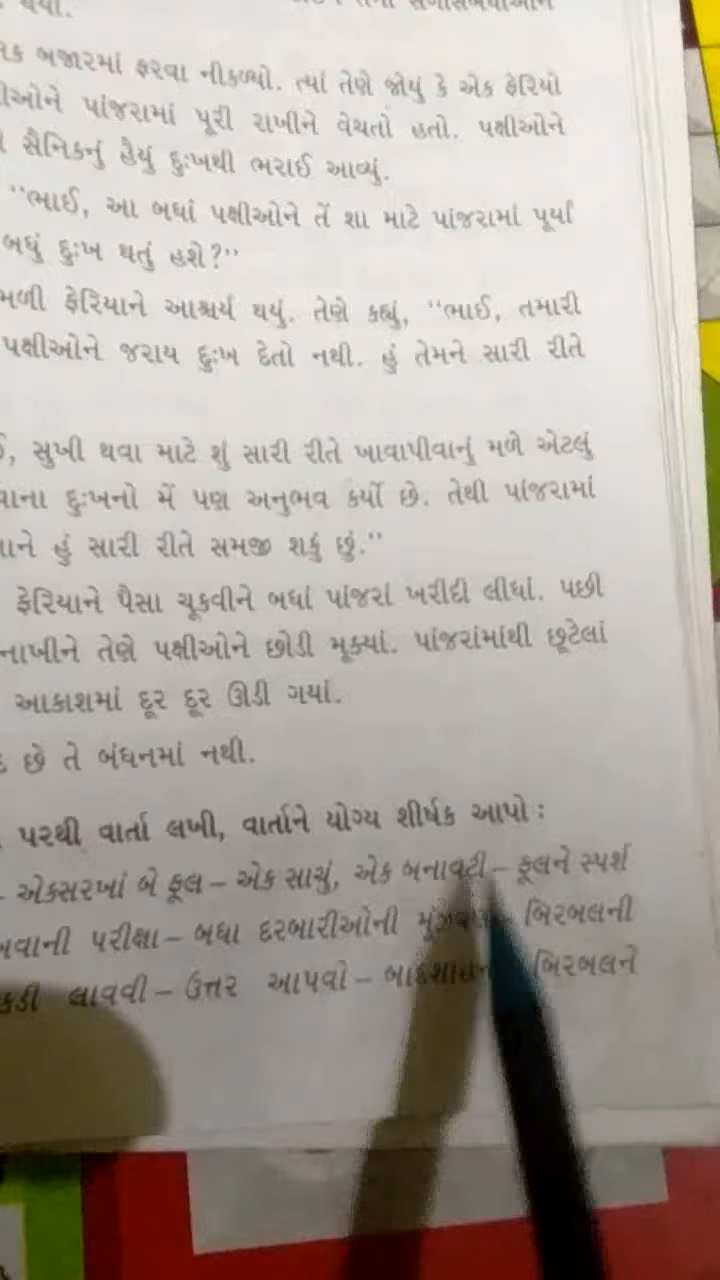 બજારમાં ફરવા નીકળ્યો. ત્યાં તેણે જોયું કે એક ફેરિયો
પાંજરામાં પૂરી રાખીને વેચતો હતો. પક્ષીઓને
સૈનિકનું હૈયું દુઃખથી ભરાઈ આવ્યું.
"ભાઈ, આ બધાં પક્ષીઓને તેં શા માટે પાંજરામાં પૂર્યાં
બધું દુઃખ થતું હશે?"
ફેરિયાને આશ્ચર્ય થયું. તેણે કહ્યું, "ભાઈ, તમારી
પક્ષીઓને જરાય દુઃખ દેતો નથી. હું તેમને સારી રીતે
સુખી થવા માટે શું સારી રીતે ખાવાપીવાનું મળે એટલું
દુઃખનો મેં પણ અનુભવ કર્યો છે. તેથી પાંજરામાં
હું સારી રીતે સમજી શકું છું."
ફેરિયાને પૈસા ચૂકવીને બધાં પાંજરાં ખરીદી લીધાં. પછી
નાખીને તેણે પક્ષીઓને છોડી મૂક્યાં. પાંજરાંમાંથી છૂટેલાં
આકાશમાં દૂર દૂર ઊડી ગયાં.
છે તે બંધનમાં નથી.
પરથી વાર્તા લખી, વાર્તાને યોગ્ય શીર્ષક આપો :
- એકસરખાં બે ફૂલ – એક સાચું, એક બનાવટી – ફૂલને સ્પર્શ
પરીક્ષા – બધા દરબારીઓની – બિરબલની
લાવવી – ઉત્તર આપવો – બિરબલને